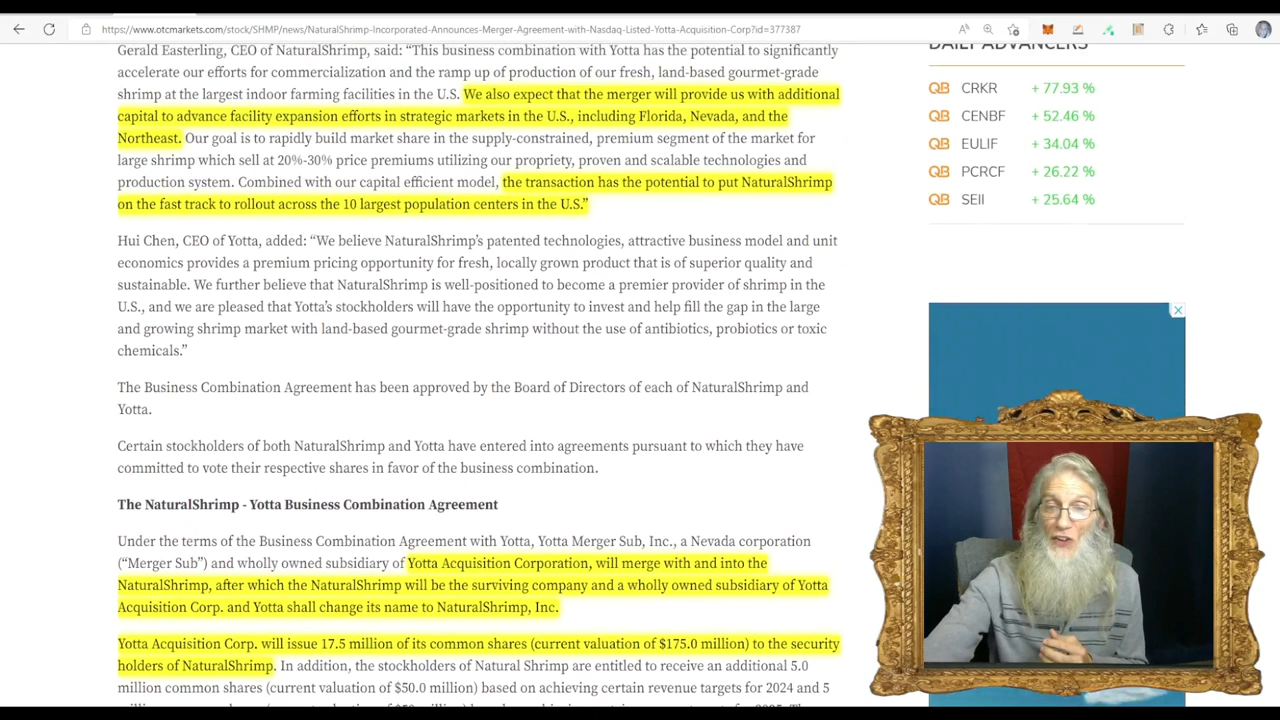 https://www.otcmarkets.com/stock/SHMP/news/NaturalShrimp-Incorporated-Announces-Merger-Agreement-with-Nasdaq-Listed-Yotta-Acquisition-Corp?id=377387
Gerald Easterling, CEO of NaturalShrimp, said: “This business combination with Yotta has the potential to significantly
accelerate our efforts for commercialization and the ramp up of production of our fresh, land-based gourmet-grade
shrimp at the largest indoor farming facilities in the U.S. We also expect that the merger will provide us with additional
capital to advance facility expansion efforts in strategic markets in the U.S., including Florida, Nevada, and the
Northeast. Our goal is to rapidly build market share in the supply-constrained, premium segment of the market for
large shrimp which sell at 20%-30% price premiums utilizing our propriety, proven and scalable technologies and
production system. Combined with our capital efficient model, the transaction has the potential to put NaturalShrimp
on the fast track to rollout across the 10 largest population centers in the U.S.”
Hui Chen, CEO of Yotta, added: “We believe NaturalShrimp’s patented technologies, attractive business model and unit
economics provides a premium pricing opportunity for fresh, locally grown product that is of superior quality and
sustainable. We further believe that NaturalShrimp is well-positioned to become a premier provider of shrimp in the
U.S., and we are pleased that Yotta’s stockholders will have the opportunity to invest and help fill the gap in the large
and growing shrimp market with land-based gourmet-grade shrimp without the use of antibiotics, probiotics or toxic
chemicals.”
The Business Combination Agreement has been approved by the Board of Directors of each of NaturalShrimp and
Yotta.
Certain stockholders of both NaturalShrimp and Yotta have entered into agreements pursuant to which they have
committed to vote their respective shares in favor of the business combination.
The NaturalShrimp - Yotta Business Combination Agreement
Under the terms of the Business Combination Agreement with Yotta, Yotta Merger Sub, Inc., a Nevada corporation
(“Merger Sub”) and wholly owned subsidiary of Yotta Acquisition Corporation, will merge with and into the
NaturalShrimp, after which the NaturalShrimp will be the surviving company and a wholly owned subsidiary of Yotta
Acquisition Corp. and Yotta shall change its name to NaturalShrimp, Inc.
Yotta Acquisition Corp. will issue 17.5 million of its common shares (current valuation of $175.0 million) to the security
holders of NaturalShrimp. In addition, the stockholders of Natural Shrimp are entitled to receive an additional 5.0
million common shares (current valuation of $50.0 million) based on achieving certain revenue targets for 2024 and 5
DAILY ADVANCERS
QB CRKR + 77.93 %
QB CENBF + 52.46 %
QB EULIF + 34.04 %
QB PCRCF + 26.22 %
QB SEII + 25.64 %